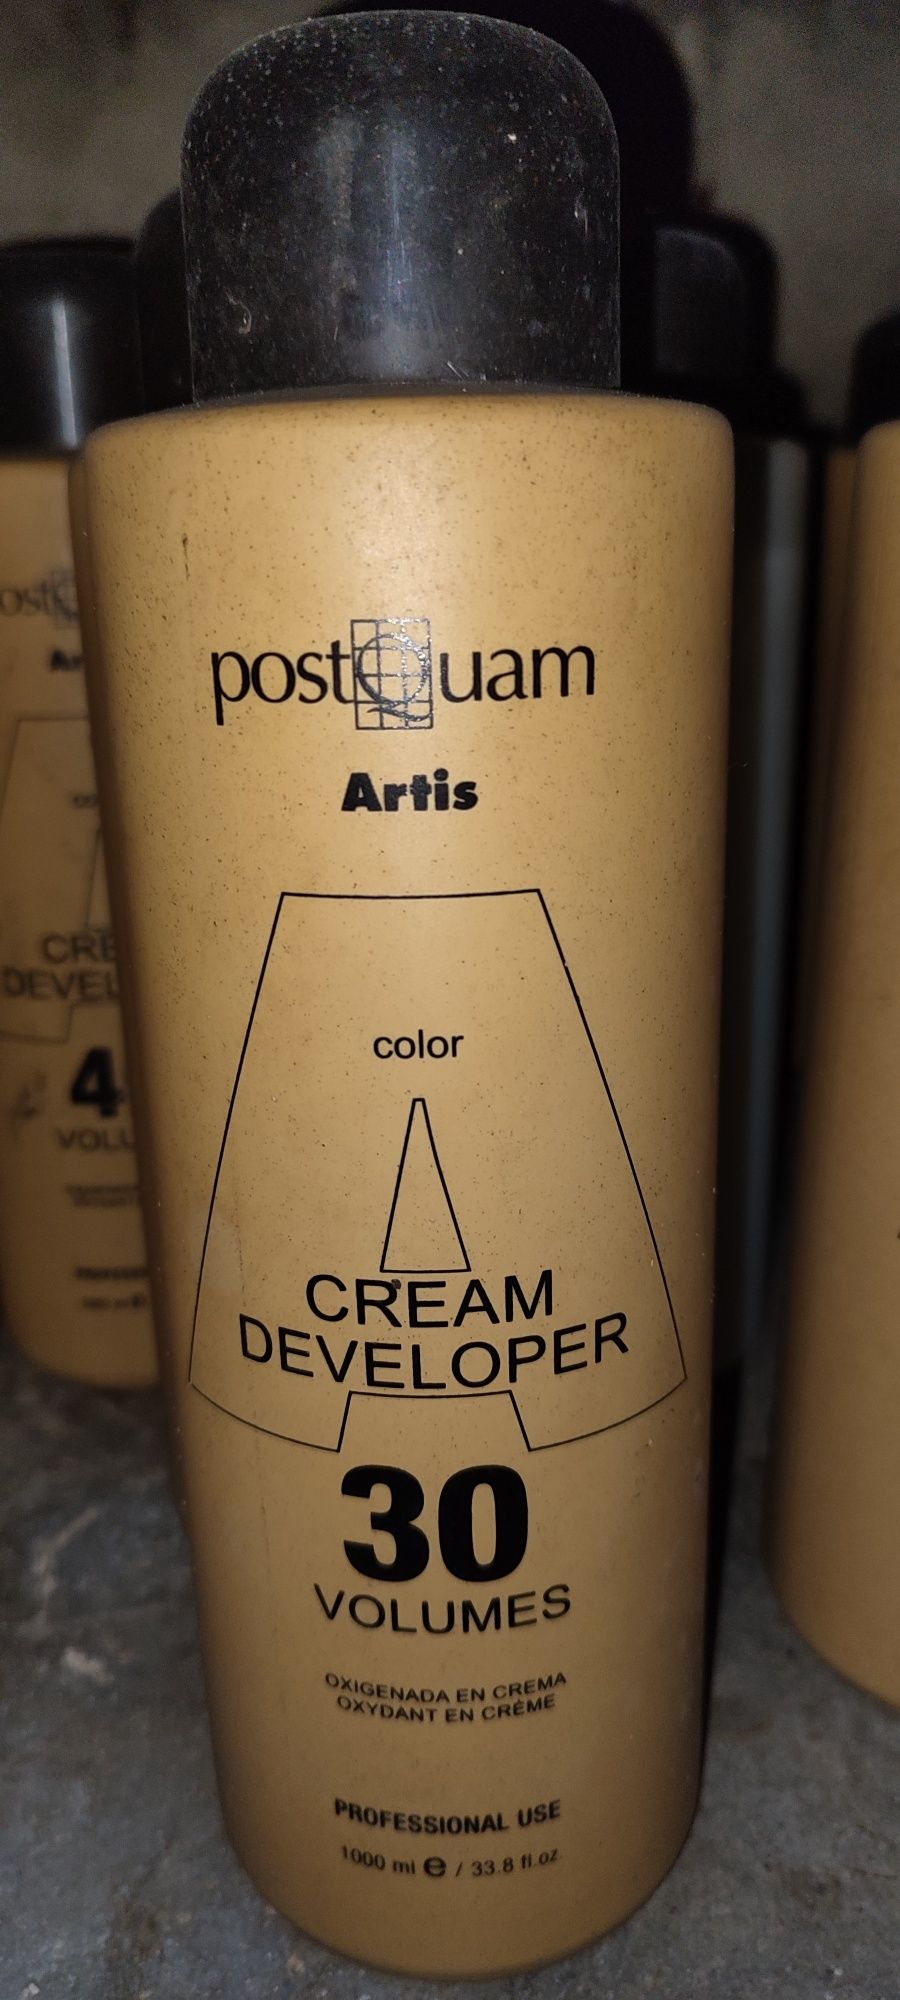 postQuam
Artis
color
CREAM
DEVELOPER
30
VOLUMES
OXIGENADA EN CREMA
OXYDANT EN CRÈME
PROFESSIONAL USE
1000 ml e / 33.8 fl.oz